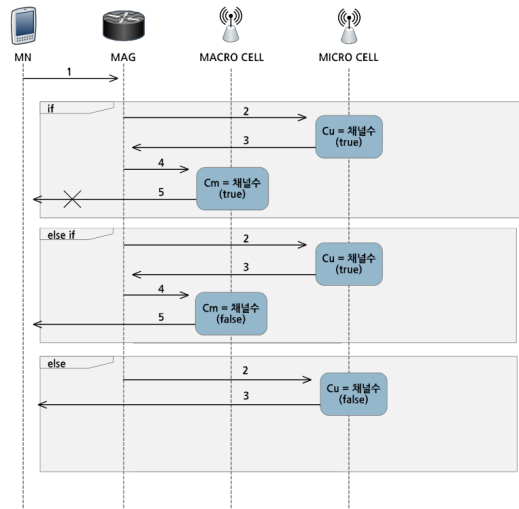 MN MAG MACRO CELL MICRO CELL
1
if
2
Cu = 채널수
(true)
3
4
Cm = 채널수
(true)
5
else if
2
Cu = 채널수
(true)
3
4
Cm = 채널수
(false)
5
else
2
Cu = 채널수
(false)
3